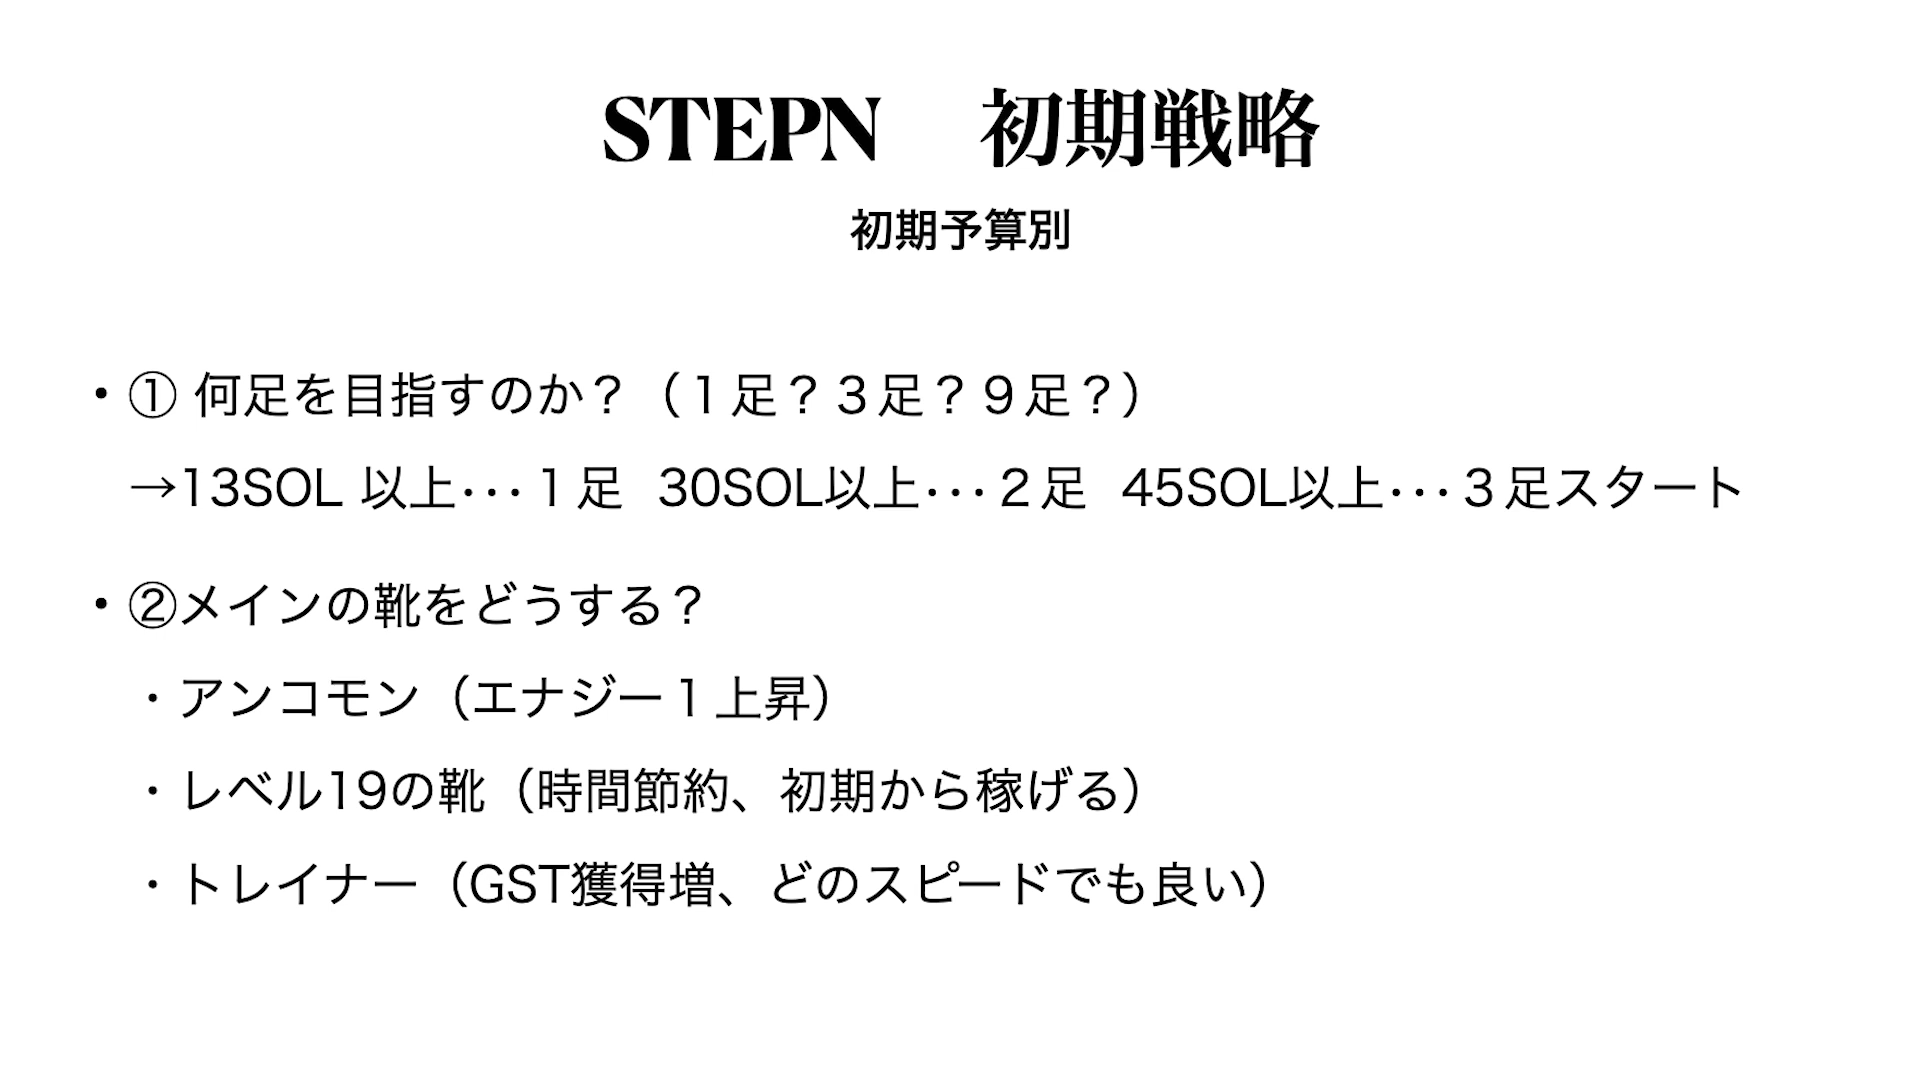 STEPN　初期戦略
初期予算別
・① 何足を目指すのか？（１足？３足？９足？）
→13SOL 以上･･･１足  30SOL以上･･･２足  45SOL以上･･･３足スタート
・②メインの靴をどうする？
・アンコモン（エナジー１上昇）
・レベル19の靴（時間節約、初期から稼げる）
・トレイナー（GST獲得増、どのスピードでも良い）